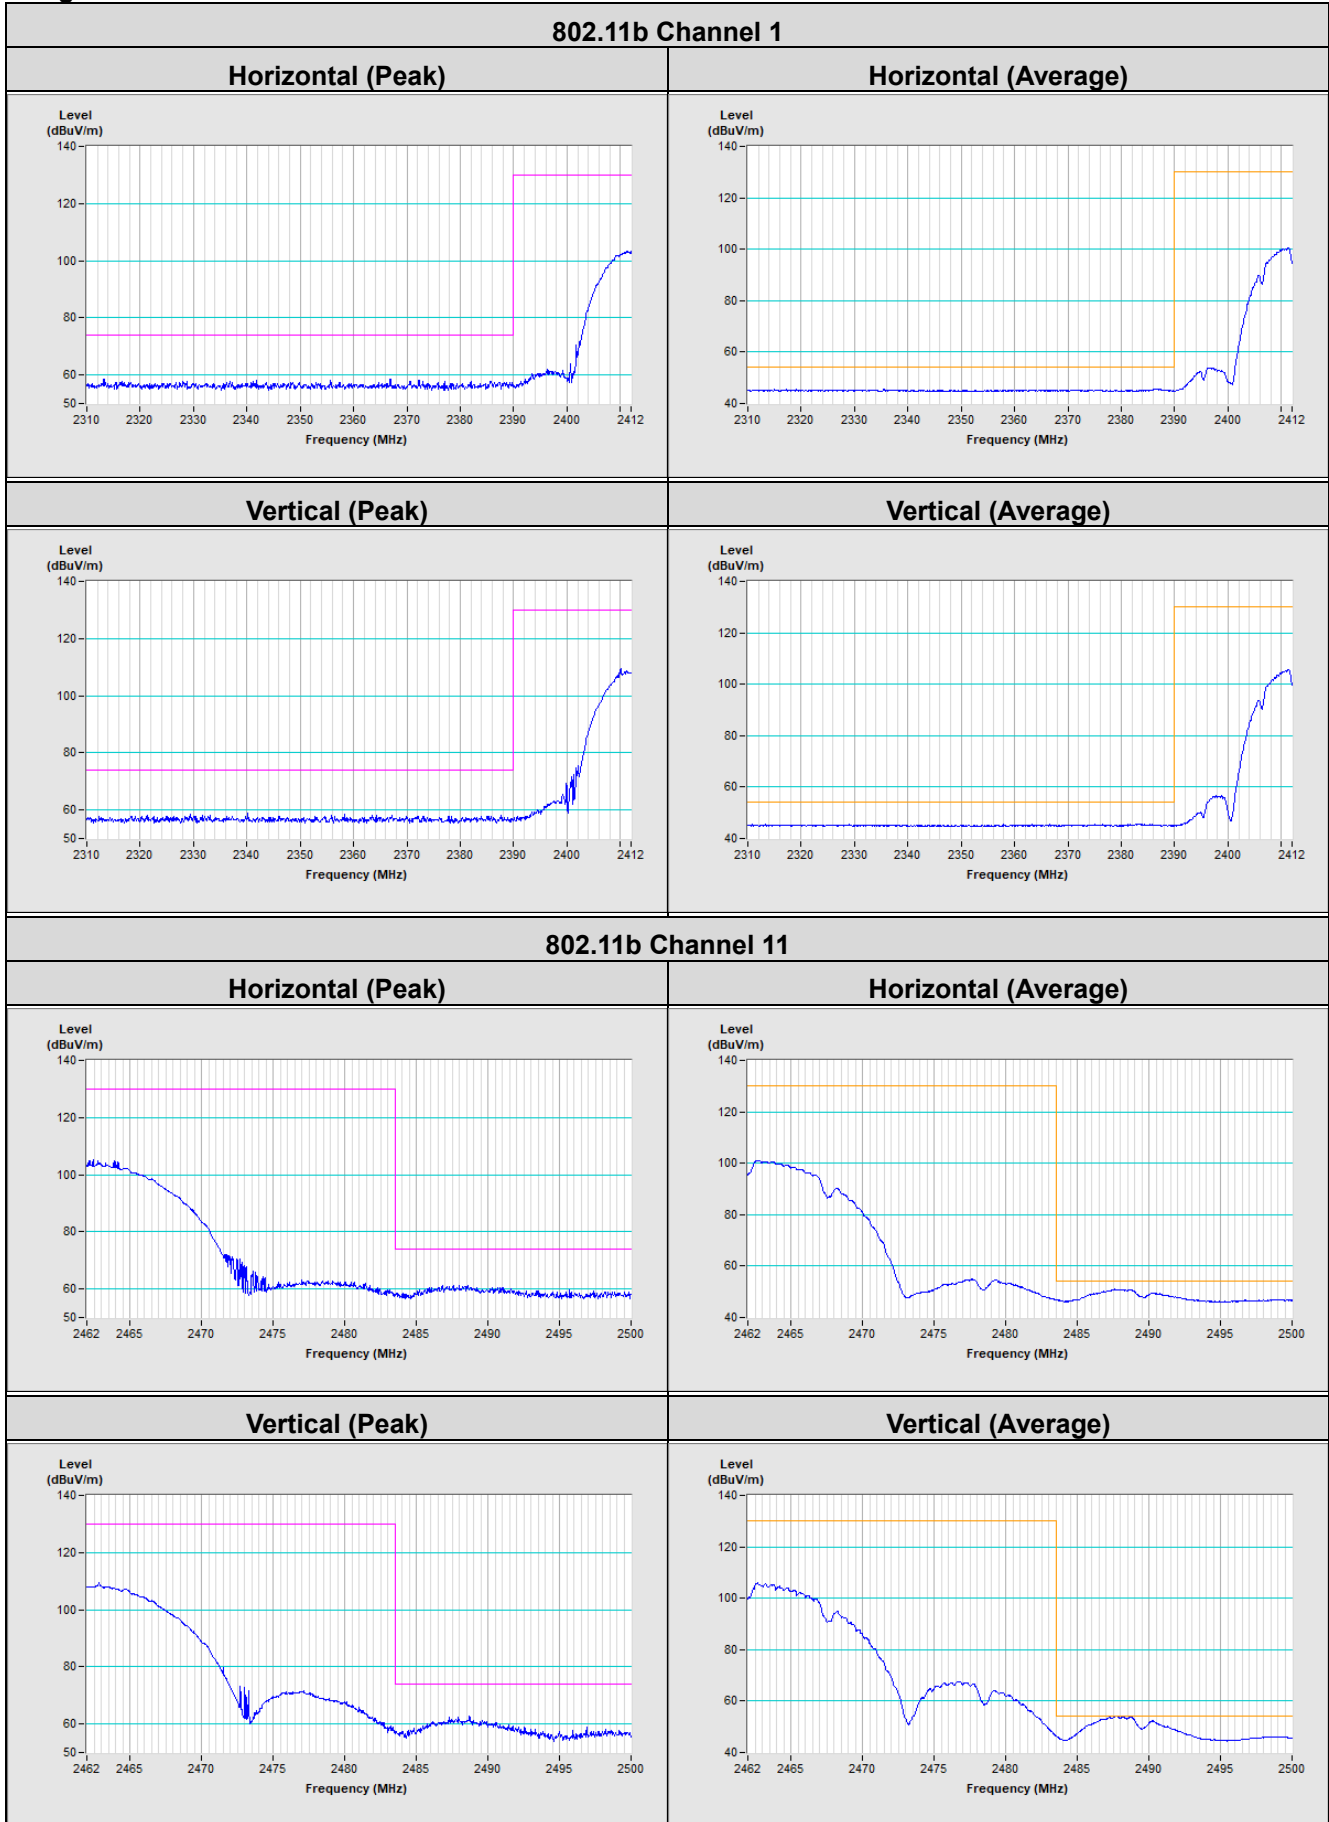 802.11b Channel 1
Horizontal (Peak)
Horizontal (Average)
Level
(dBuV/m)
140
120
100
80
60
50
2310 2320 2330 2340 2350 2360 2370 2380 2390 2400 2412
Frequency (MHz)
Level
(dBuV/m)
140
120
100
80
60
40
2310 2320 2330 2340 2350 2360 2370 2380 2390 2400 2412
Frequency (MHz)
Vertical (Peak)
Vertical (Average)
Level
(dBuV/m)
140
120
100
80
60
50
2310 2320 2330 2340 2350 2360 2370 2380 2390 2400 2412
Frequency (MHz)
Level
(dBuV/m)
140
120
100
80
60
40
2310 2320 2330 2340 2350 2360 2370 2380 2390 2400 2412
Frequency (MHz)
802.11b Channel 11
Horizontal (Peak)
Horizontal (Average)
Level
(dBuV/m)
140
120
100
80
60
50
2462 2465 2470 2475 2480 2485 2490 2495 2500
Frequency (MHz)
Level
(dBuV/m)
140
120
100
80
60
40
2462 2465 2470 2475 2480 2485 2490 2495 2500
Frequency (MHz)
Vertical (Peak)
Vertical (Average)
Level
(dBuV/m)
140
120
100
80
60
50
2462 2465 2470 2475 2480 2485 2490 2495 2500
Frequency (MHz)
Level
(dBuV/m)
140
120
100
80
60
40
2462 2465 2470 2475 2480 2485 2490 2495 2500
Frequency (MHz)